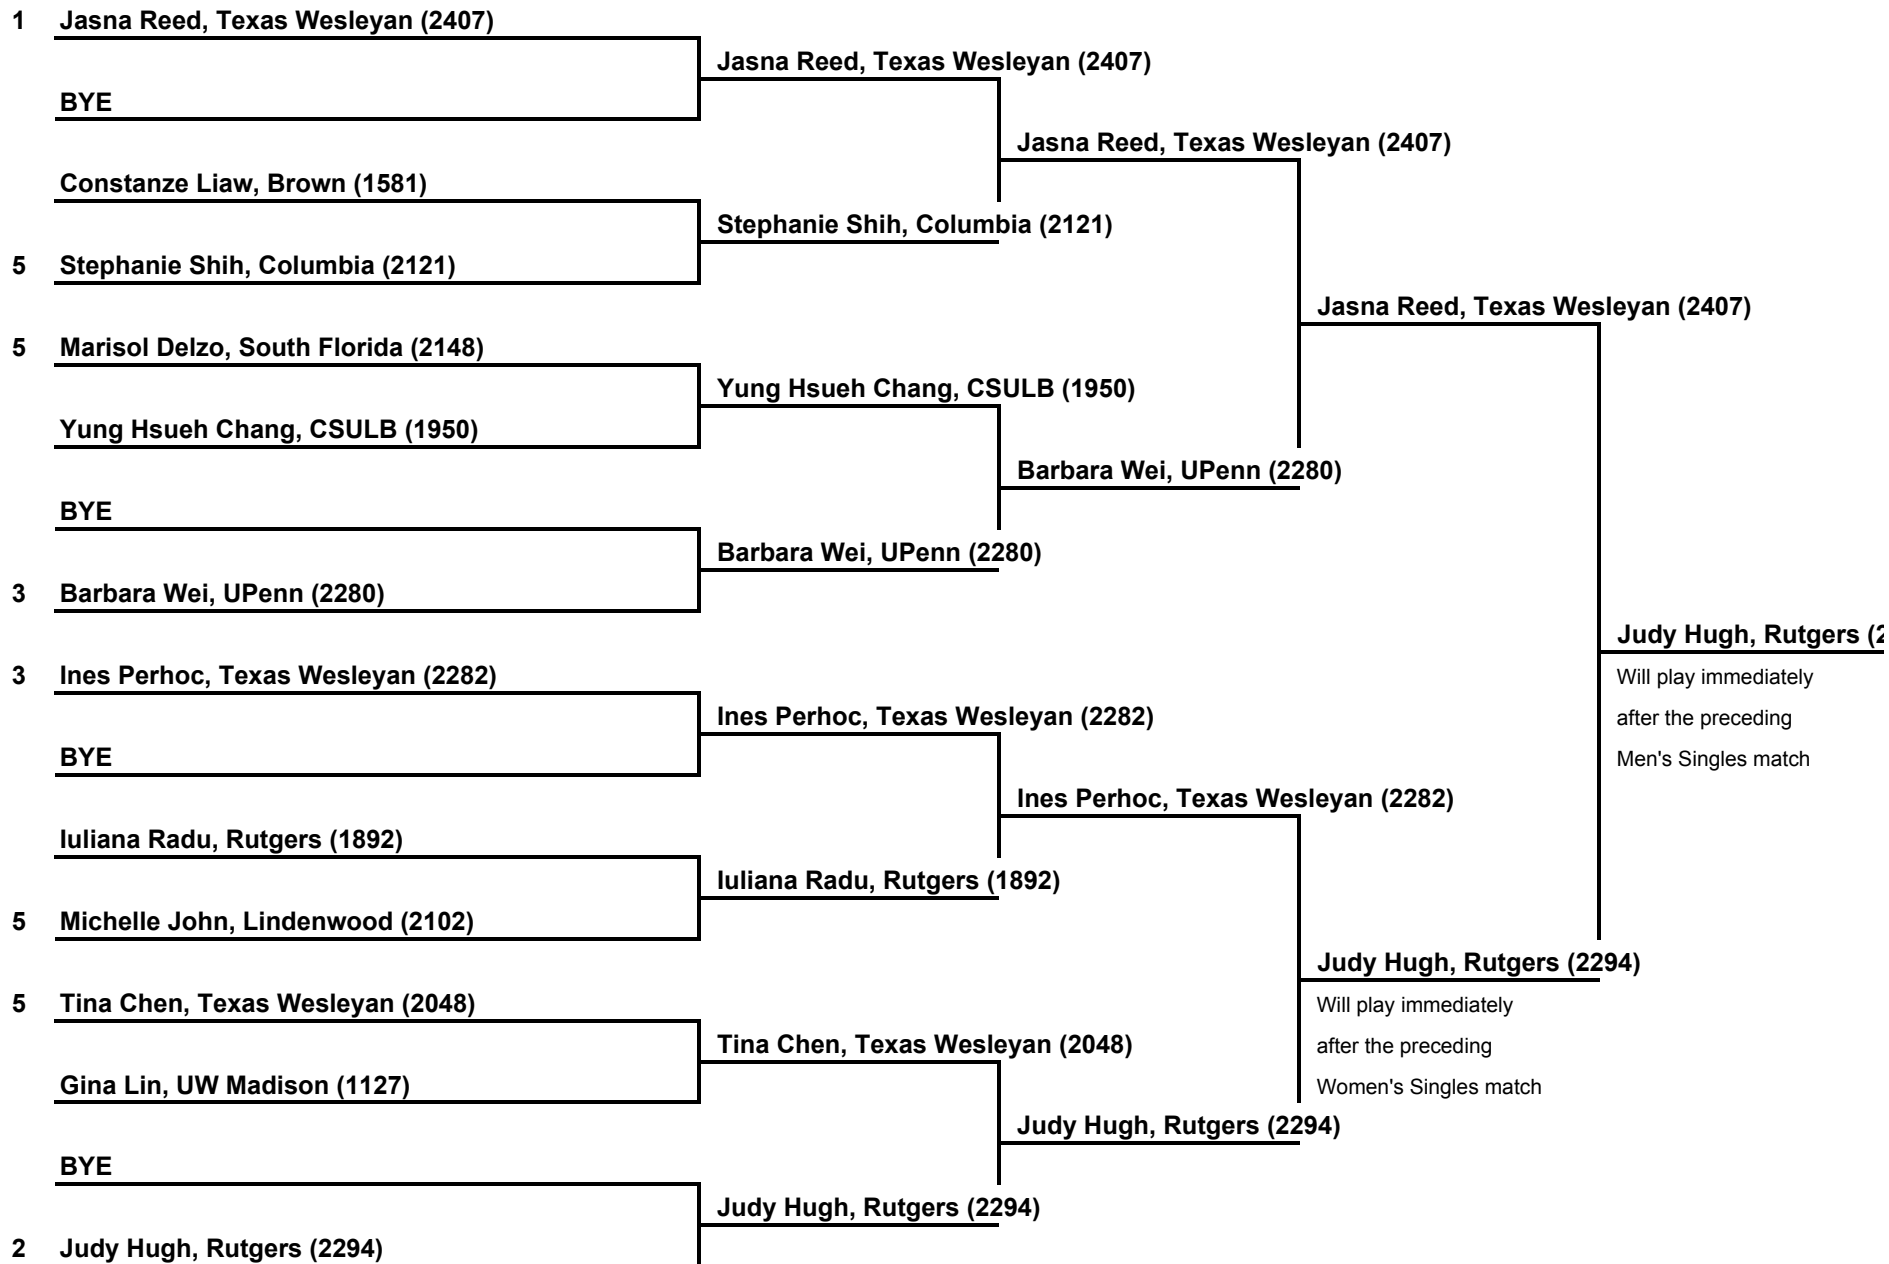 1 Jasna Reed, Texas Wesleyan (2407)
Jasna Reed, Texas Wesleyan (2407)
BYE
Jasna Reed, Texas Wesleyan (2407)
Constanze Liaw, Brown (1581)
Stephanie Shih, Columbia (2121)
5 Stephanie Shih, Columbia (2121)
Jasna Reed, Texas Wesleyan (2407)
5 Marisol Delzo, South Florida (2148)
Yung Hsueh Chang, CSULB (1950)
Yung Hsueh Chang, CSULB (1950)
Barbara Wei, UPenn (2280)
BYE
Barbara Wei, UPenn (2280)
3 Barbara Wei, UPenn (2280)
Judy Hugh, Rutgers (2
3 Ines Perhoc, Texas Wesleyan (2282)
Will play immediately
Ines Perhoc, Texas Wesleyan (2282)
after the preceding
BYE
Men's Singles match
Ines Perhoc, Texas Wesleyan (2282)
Iuliana Radu, Rutgers (1892)
Iuliana Radu, Rutgers (1892)
5 Michelle John, Lindenwood (2102)
Judy Hugh, Rutgers (2294)
5 Tina Chen, Texas Wesleyan (2048)
Will play immediately
Tina Chen, Texas Wesleyan (2048)
after the preceding
Gina Lin, UW Madison (1127)
Women's Singles match
Judy Hugh, Rutgers (2294)
BYE
Judy Hugh, Rutgers (2294)
2 Judy Hugh, Rutgers (2294)